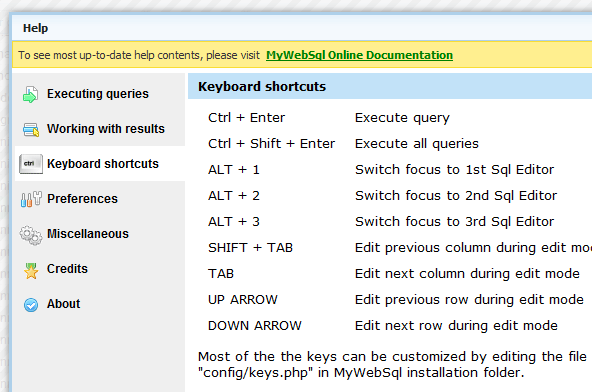 Help
To see most up-to-date help contents, please visit MyWebSql Online Documentation
Executing queries
Working with results
ctrl Keyboard shortcuts
Preferences
Miscellaneous
Credits
About
Keyboard shortcuts
Ctrl + Enter Execute query
Ctrl + Shift + Enter Execute all queries
ALT + 1 Switch focus to 1st Sql Editor
ALT + 2 Switch focus to 2nd Sql Editor
ALT + 3 Switch focus to 3rd Sql Editor
SHIFT + TAB Edit previous column during edit
TAB Edit next column during edit mode
UP ARROW Edit previous row during edit mode
DOWN ARROW Edit next row during edit mode
Most of the the keys can be customized by editing the file
"config/keys.php" in MyWebSql installation folder.